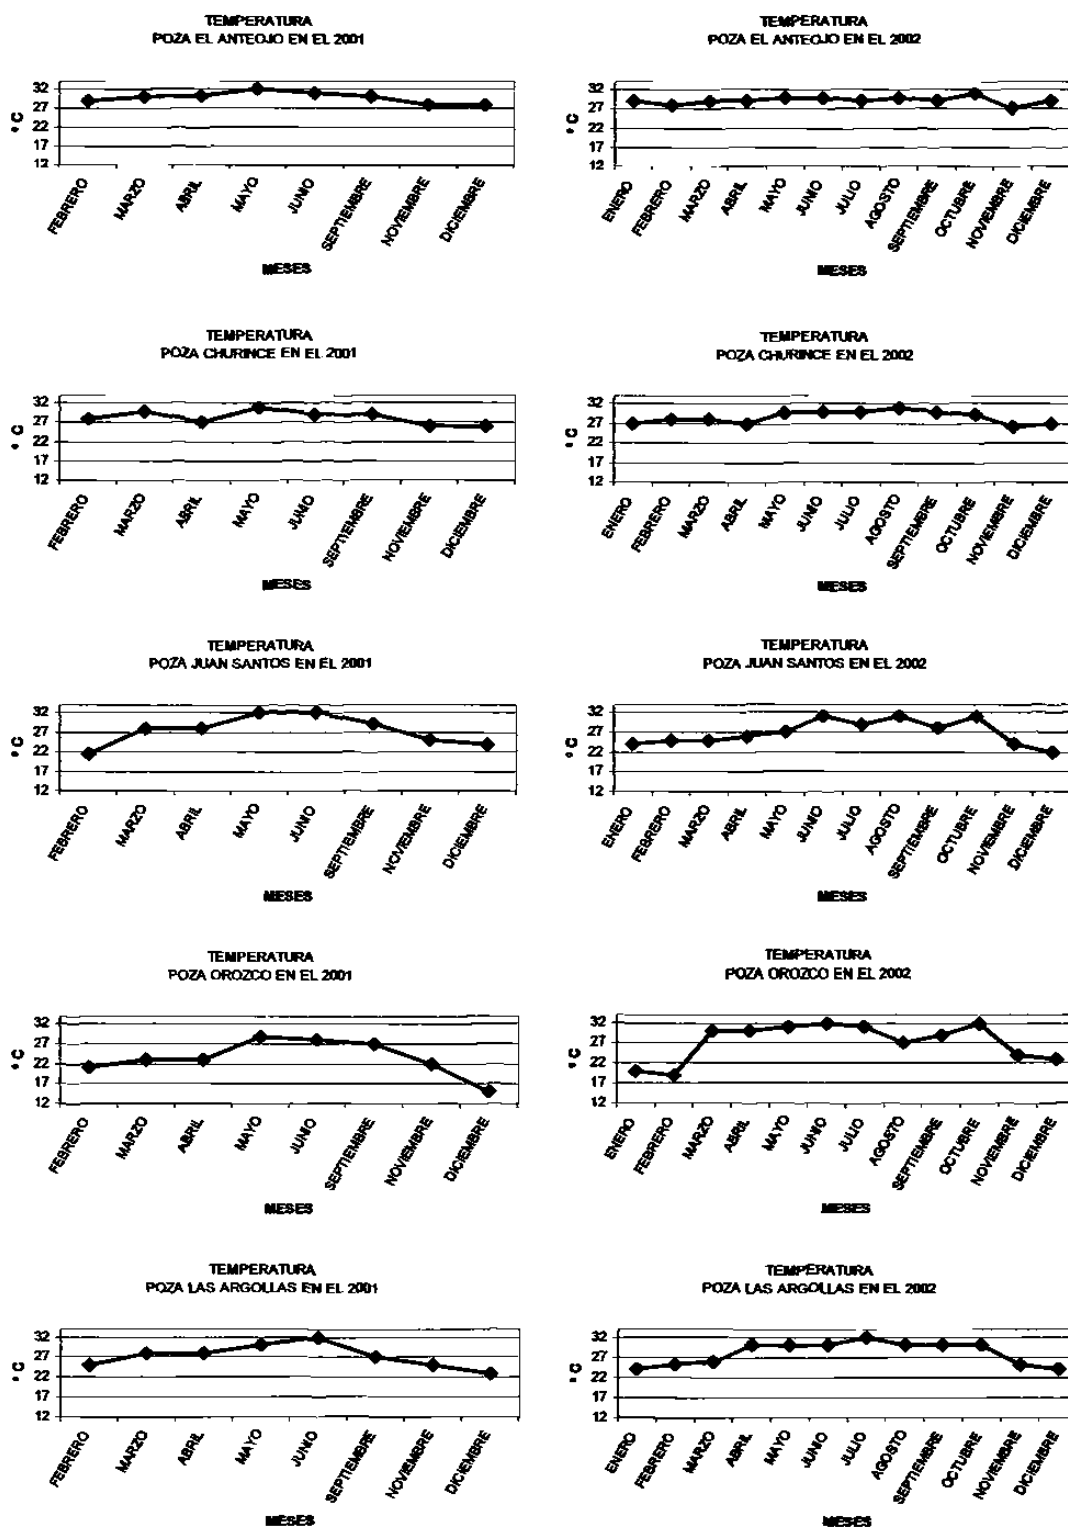 TEMPERATURA
POZA EL ANTEOJO EN EL 2001
° C
32
27
22
17
12
FEBRERO
MARZO
ABRIL
MAYO
JUNIO
SEPTIEMBRE
NOVIEMBRE
DICIEMBRE
MESES
TEMPERATURA
POZA EL ANTEOJO EN EL 2002
° C
32
27
22
17
12
ENERO
FEBRERO
MARZO
ABRIL
MAYO
JUNIO
JULIO
AGOSTO
SEPTIEMBRE
OCTUBRE
NOVIEMBRE
DICIEMBRE
MESES
TEMPERATURA
POZA CHURINCE EN EL 2001
° C
32
27
22
17
12
FEBRERO
MARZO
ABRIL
MAYO
JUNIO
SEPTIEMBRE
NOVIEMBRE
DICIEMBRE
MESES
TEMPERATURA
POZA CHURINCE EN EL 2002
° C
32
27
22
17
12
ENERO
FEBRERO
MARZO
ABRIL
MAYO
JUNIO
JULIO
AGOSTO
SEPTIEMBRE
OCTUBRE
NOVIEMBRE
DICIEMBRE
MESES
TEMPERATURA
POZA JUAN SANTOS EN EL 2001
° C
32
27
22
17
12
FEBRERO
MARZO
ABRIL
MAYO
JUNIO
SEPTIEMBRE
NOVIEMBRE
DICIEMBRE
MESES
TEMPERATURA
POZA JUAN SANTOS EN EL 2002
° C
32
27
22
17
12
ENERO
FEBRERO
MARZO
ABRIL
MAYO
JUNIO
JULIO
AGOSTO
SEPTIEMBRE
OCTUBRE
NOVIEMBRE
DICIEMBRE
MESES
TEMPERATURA
POZA OROZCO EN EL 2001
° C
32
27
22
17
12
FEBRERO
MARZO
ABRIL
MAYO
JUNIO
SEPTIEMBRE
NOVIEMBRE
DICIEMBRE
MESES
TEMPERATURA
POZA OROZCO EN EL 2002
° C
32
27
22
17
12
ENERO
FEBRERO
MARZO
ABRIL
MAYO
JUNIO
JULIO
AGOSTO
SEPTIEMBRE
OCTUBRE
NOVIEMBRE
DICIEMBRE
MESES
TEMPERATURA
POZA LAS ARGOLLAS EN EL 2001
° C
32
27
22
17
12
FEBRERO
MARZO
ABRIL
MAYO
JUNIO
SEPTIEMBRE
NOVIEMBRE
DICIEMBRE
MESES
TEMPERATURA
POZA LAS ARGOLLAS EN EL 2002
° C
32
27
22
17
12
ENERO
FEBRERO
MARZO
ABRIL
MAYO
JUNIO
JULIO
AGOSTO
SEPTIEMBRE
OCTUBRE
NOVIEMBRE
DICIEMBRE
MESES